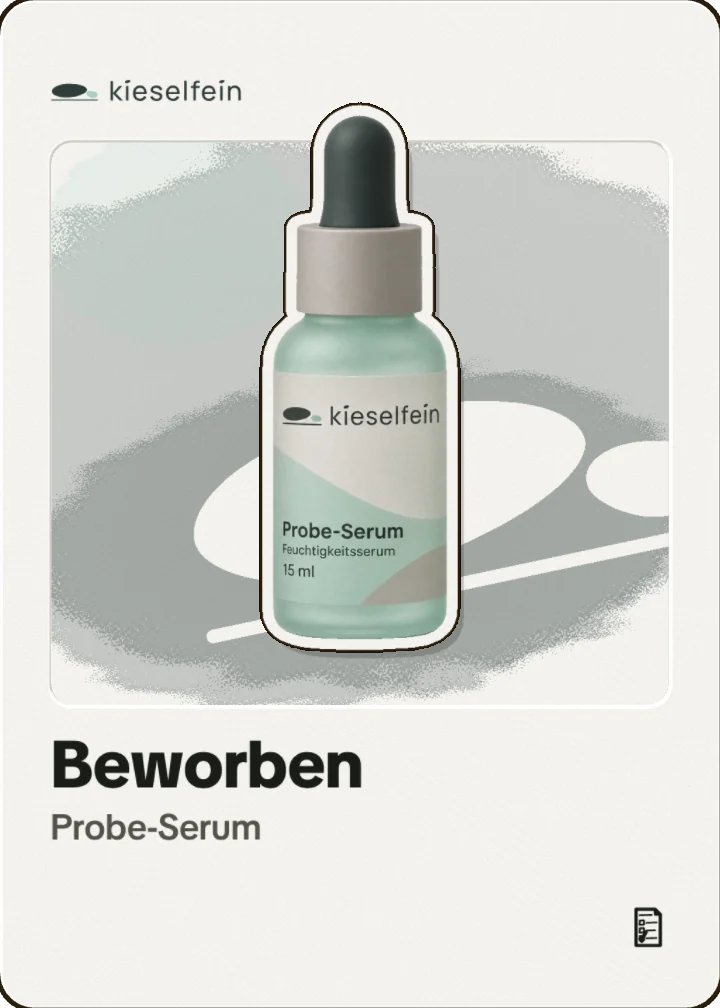 kieselfein
kieselfein
Probe-Serum
Feuchtigkeitsserum
15 ml
Beworben
Probe-Serum